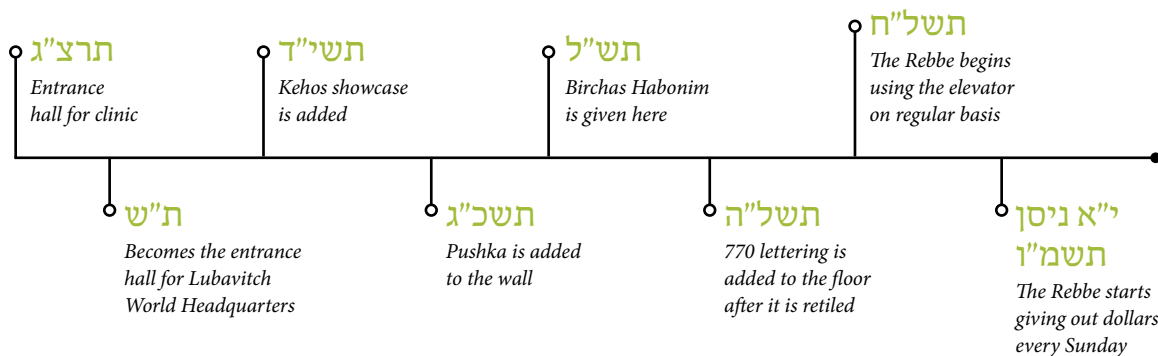 תרצ"ג
Entrance
hall for clinic
ת"ש
Becomes the entrance
hall for Lubavitch
World Headquarters
תשי"ד
Kehos showcase
is added
תשכ"ג
Pushka is added
to the wall
תש"ל
Birchas Habonim
is given here
תשל"ה
770 lettering is
added to the floor
after it is retiled
תשל"ח
The Rebbe begins
using the elevator
on regular basis
י"א ניסן
תשמ"ו
The Rebbe starts
giving out dollars
every Sunday